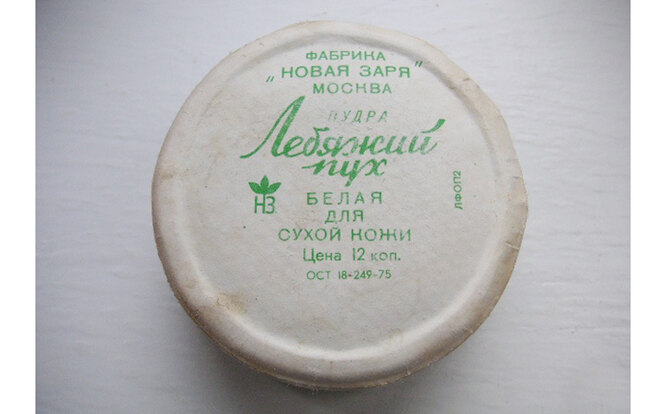 ФАБРИКА
„НОВАЯ ЗАРЯ"
МОСКВА
ПУДРА
Лебяжий
пух
НЗ
БЕЛАЯ
ДЛЯ
СУХОЙ КОЖИ
Цена 12 коп.
ОСТ 18-249-75
ЛФОП2